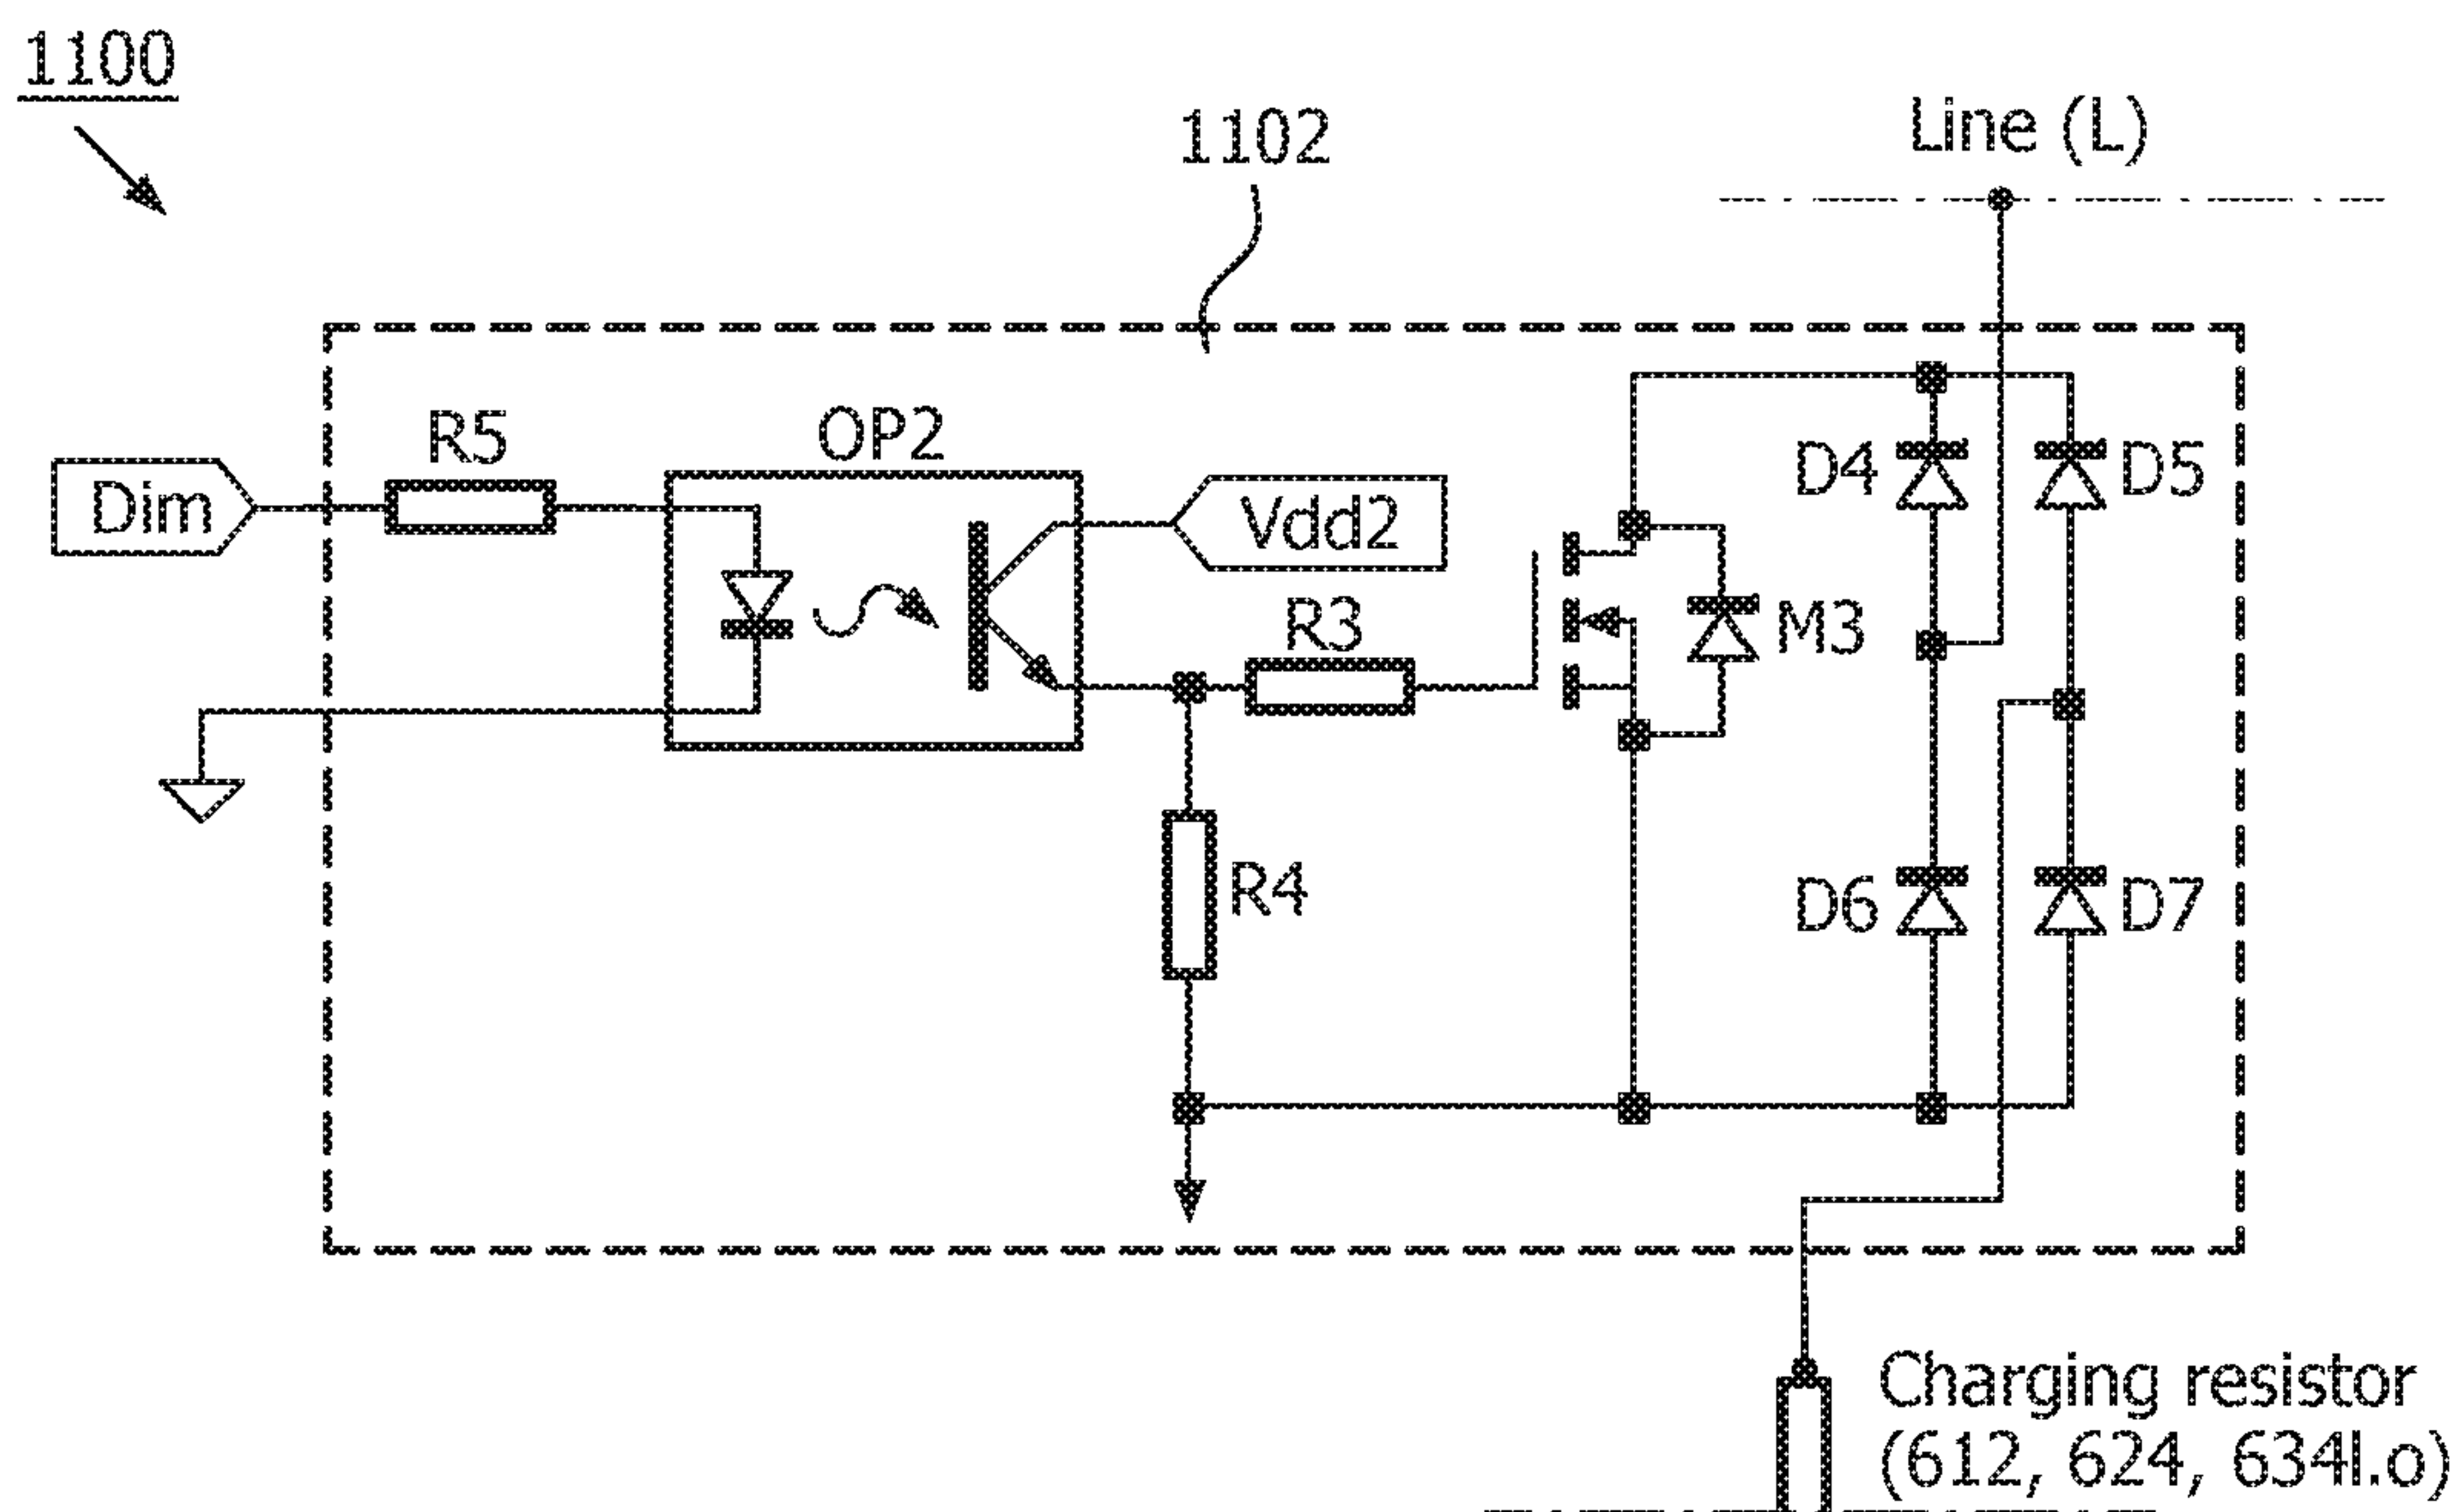 1100
1102
Line (L)
R5
OP2
Dim
Vdd2
D4
D5
R3
M3
R4
D6
D7
Charging resistor
(612, 624, 634l.o)